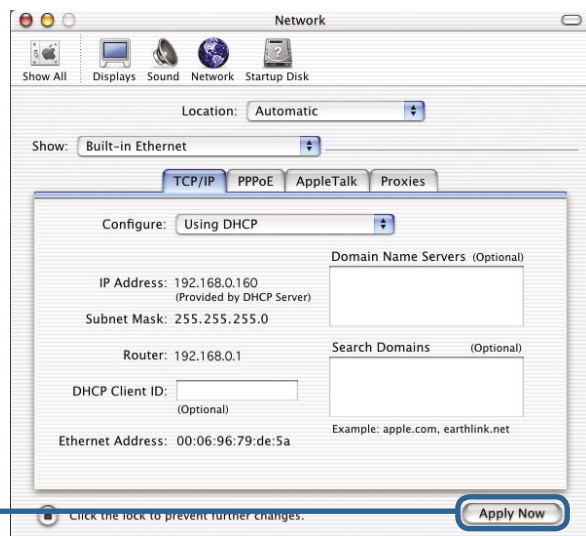 Network
Show All Displays Sound Network Startup Disk
Location: Automatic
Show: Built-in Ethernet
TCP/IP PPPoE AppleTalk Proxies
Configure: Using DHCP
Domain Name Servers (Optional)
IP Address: 192.168.0.160
(Provided by DHCP Server)
Subnet Mask: 255.255.255.0
Search Domains (Optional)
Router: 192.168.0.1
DHCP Client ID:
(Optional)
Example: apple.com, earthlink.net
Ethernet Address: 00:06:96:79:de:5a
Click the lock to prevent further changes.
Apply Now